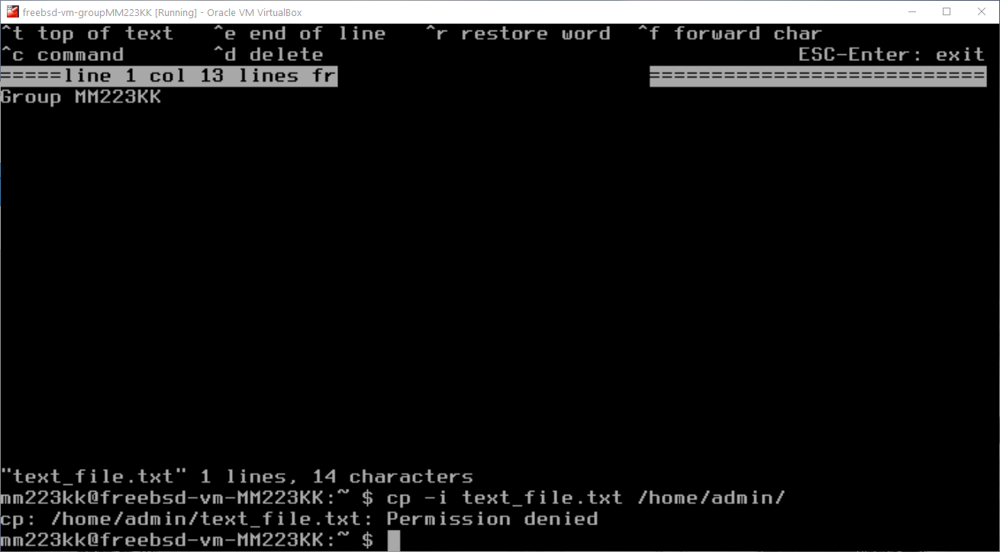 freebsd-vm-groupMM223KK [Running] - Oracle VM VirtualBox
^t top of text   ^e end of line   ^r restore word  ^f forward char
^c command       ^d delete                                      ESC-Enter: exit
=====line 1 col 13 lines fr                         ===========================
Group MM223KK
"text_file.txt" 1 lines, 14 characters
mm223kk@freebsd-vm-MM223KK:~ $ cp -i text_file.txt /home/admin/
cp: /home/admin/text_file.txt: Permission denied
mm223kk@freebsd-vm-MM223KK:~ $